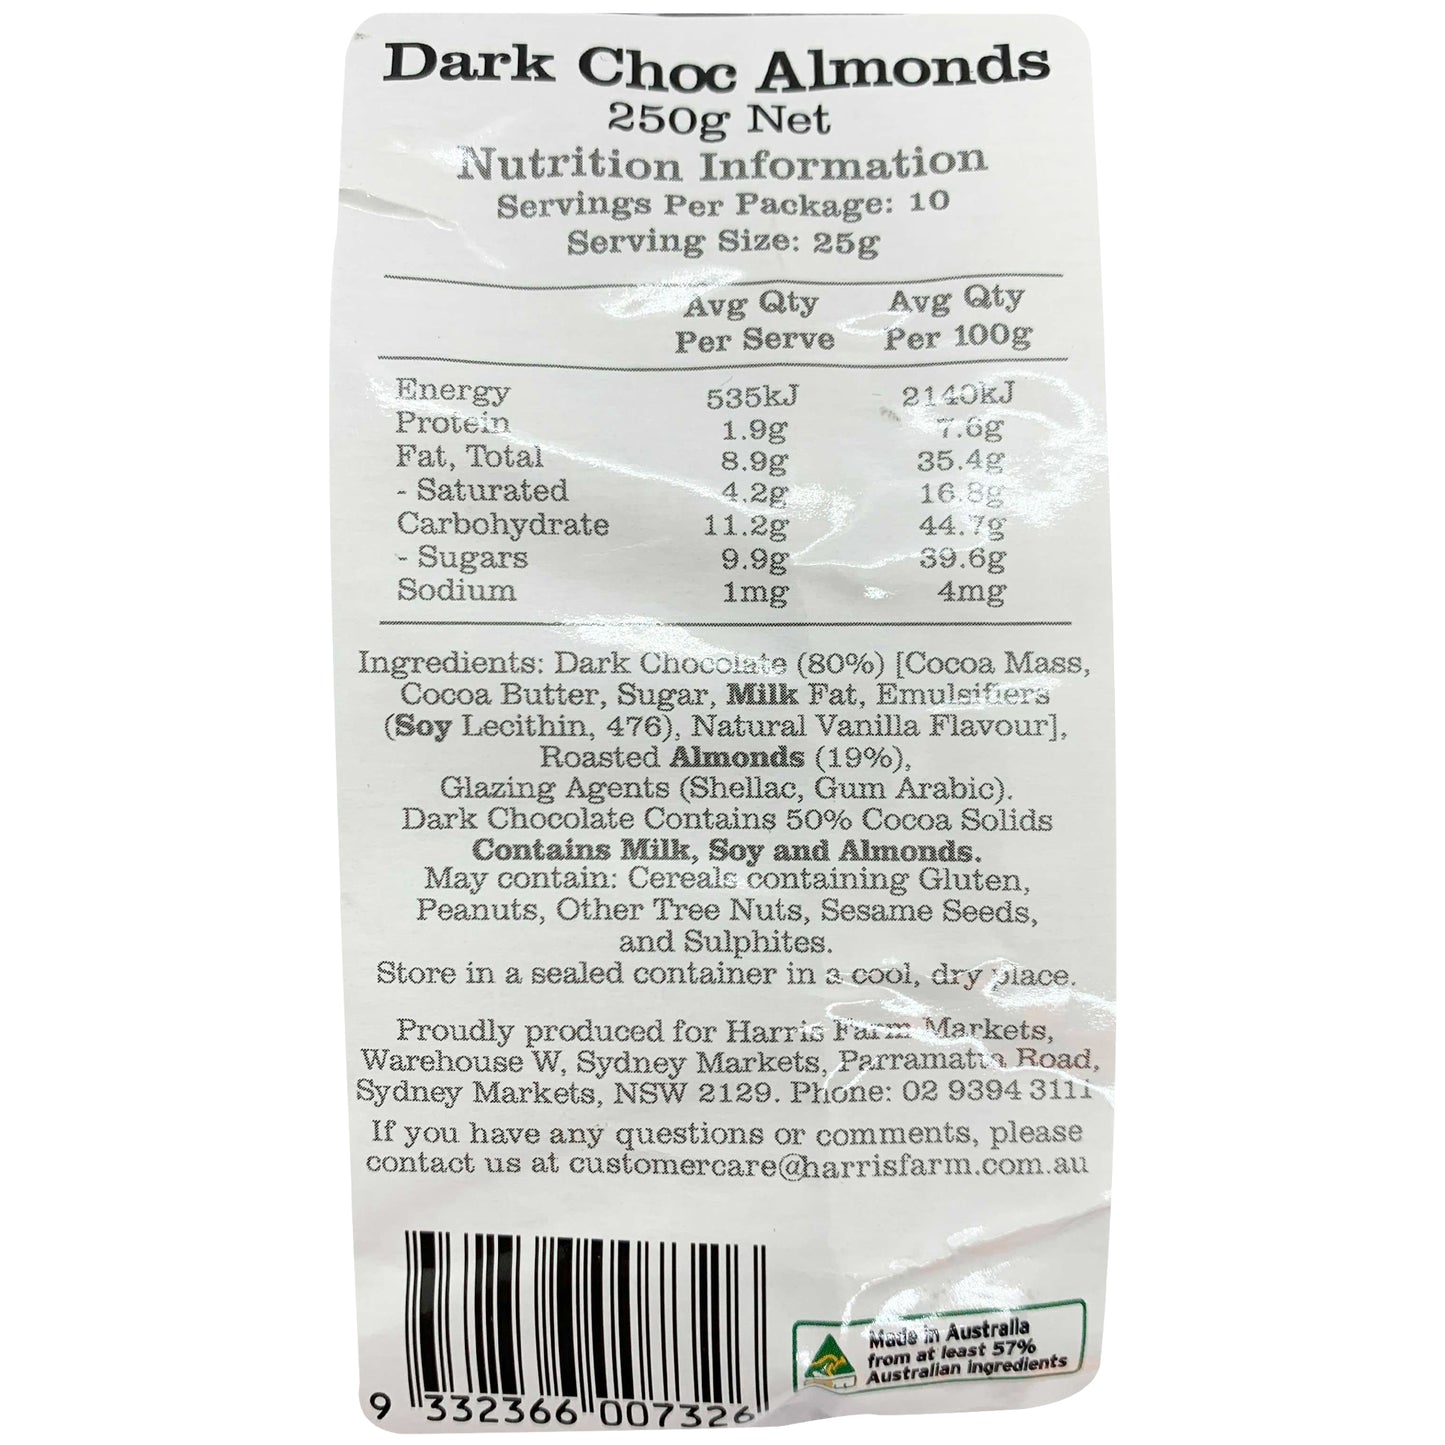 Dark Choc Almonds
250g Net
Nutrition Information
Servings Per Package: 10
Serving Size: 25g
Avg Qty Avg Qty
Per Serve Per 100g
Energy 535kJ 2140kJ
Protein 1.9g 7.6g
Fat, Total 8.9g 35.4g
- Saturated 4.2g 16.8g
Carbohydrate 11.2g 44.7g
- Sugars 9.9g 39.6g
Sodium 1mg 4mg
Ingredients: Dark Chocolate (80%) [Cocoa Mass,
Cocoa Butter, Sugar, Milk Fat, Emulsifiers
(Soy Lecithin, 476), Natural Vanilla Flavour],
Roasted Almonds (19%),
Glazing Agents (Shellac, Gum Arabic).
Dark Chocolate Contains 50% Cocoa Solids
Contains Milk, Soy and Almonds.
May contain: Cereals containing Gluten,
Peanuts, Other Tree Nuts, Sesame Seeds,
and Sulphites.
Store in a sealed container in a cool, dry place.
Proudly produced for Harris Farm Markets,
Warehouse W, Sydney Markets, Parramatta Road,
Sydney Markets, NSW 2129. Phone: 02 9394 3111
If you have any questions or comments, please
contact us at customercare@harrisfarm.com.au
9 332366 007326
Made in Australia
from at least 57%
Australian ingredients